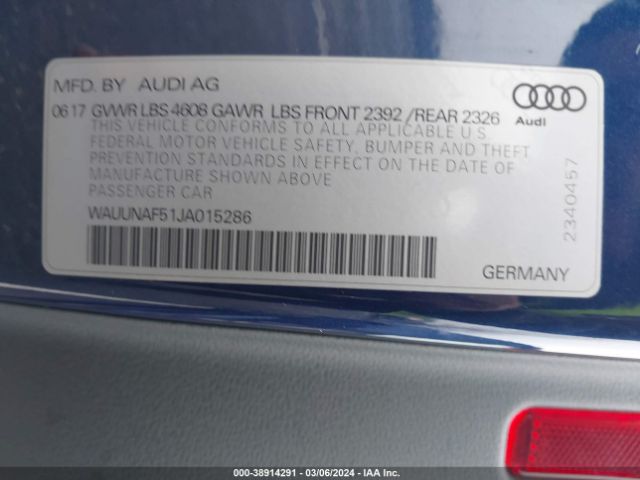 MFD. BY AUDI AG
Audi
0617 GVWR LBS 4608 GAWR LBS FRONT 2392 /REAR 2326
THIS VEHICLE CONFORMS TO ALL APPLICABLE U.S.
FEDERAL MOTOR VEHICLE SAFETY, BUMPER AND THEFT
PREVENTION STANDARDS IN EFFECT ON THE DATE OF
MANUFACTURE SHOWN ABOVE
PASSENGER CAR
WAUUNAF51JA015286
2340457
GERMANY
000-38914291 - 03/06/2024 - IAA Inc.